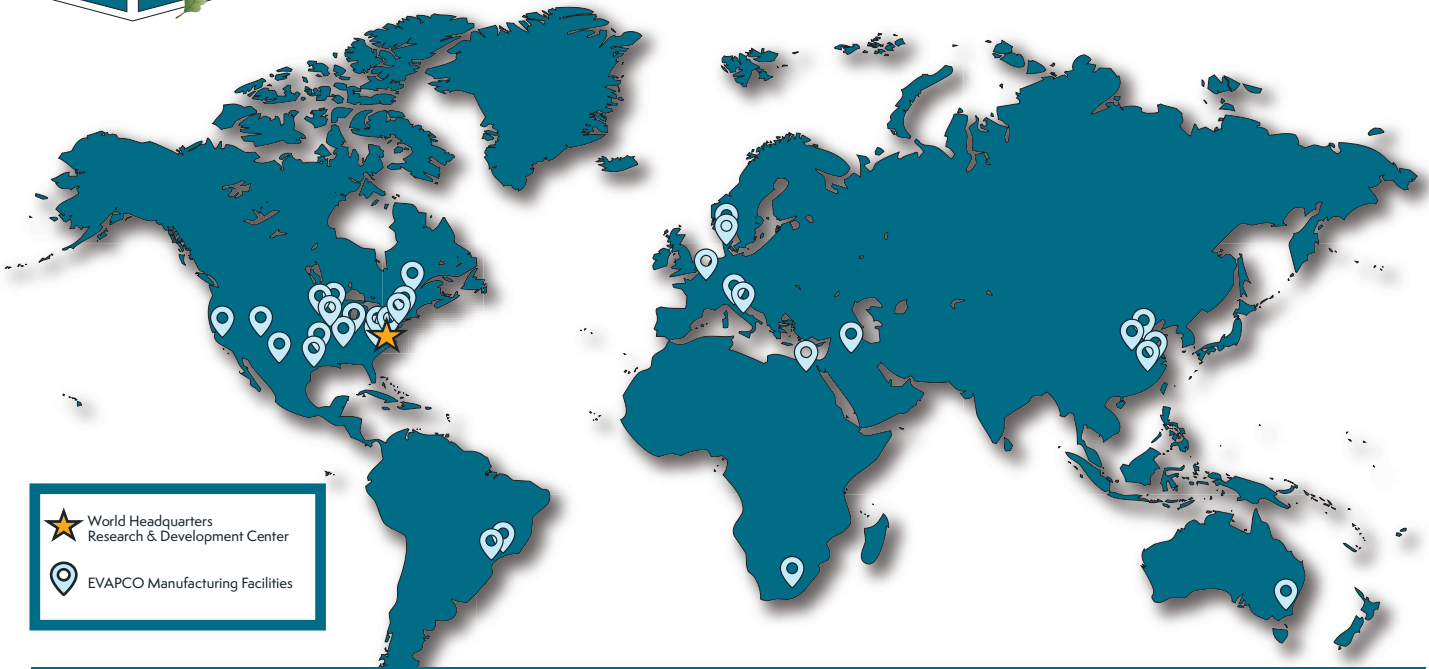 World Headquarters
Research & Development Center
EVAPCO Manufacturing Facilities